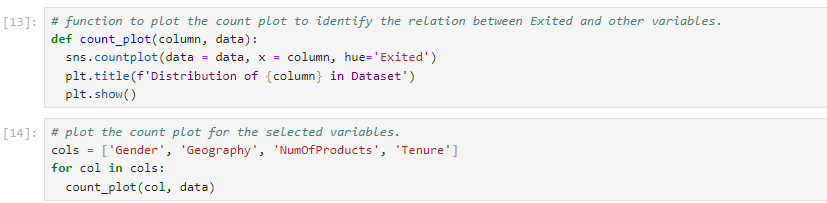 [13]: # function to plot the count plot to identify the relation between Exited and other variables.
def count_plot(column, data):
  sns.countplot(data = data, x = column, hue='Exited')
  plt.title(f'Distribution of {column} in Dataset')
  plt.show()
[14]: # plot the count plot for the selected variables.
cols = ['Gender', 'Geography', 'NumOfProducts', 'Tenure']
for col in cols:
  count_plot(col, data)